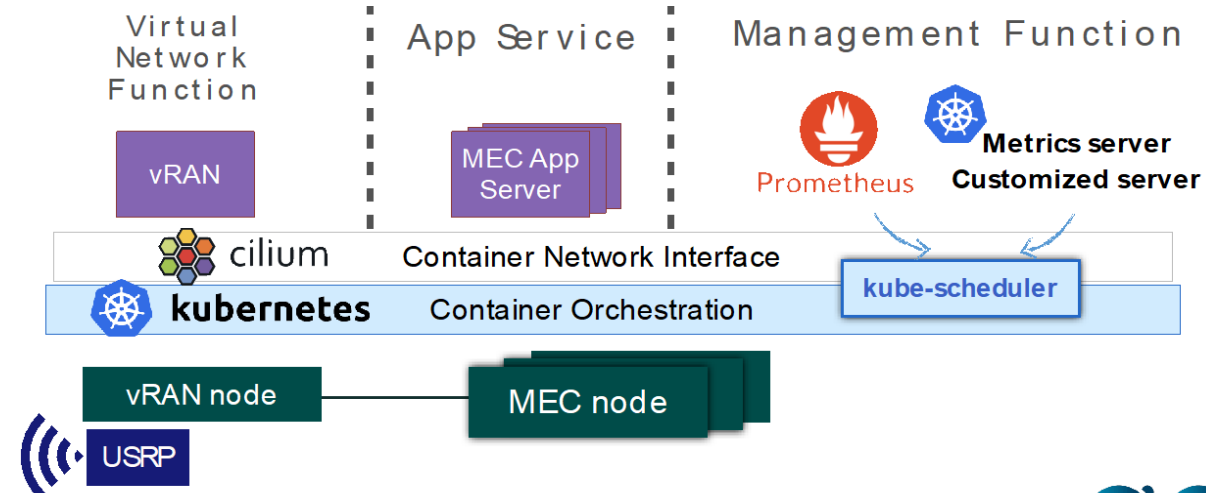 Virtual
Network
Function
App Service
Management Function
vRAN
MEC App
Server
Prometheus
Metrics server
Customized server
cilium
Container Network Interface
kubernetes
Container Orchestration
kube-scheduler
vRAN node
MEC node
USRP